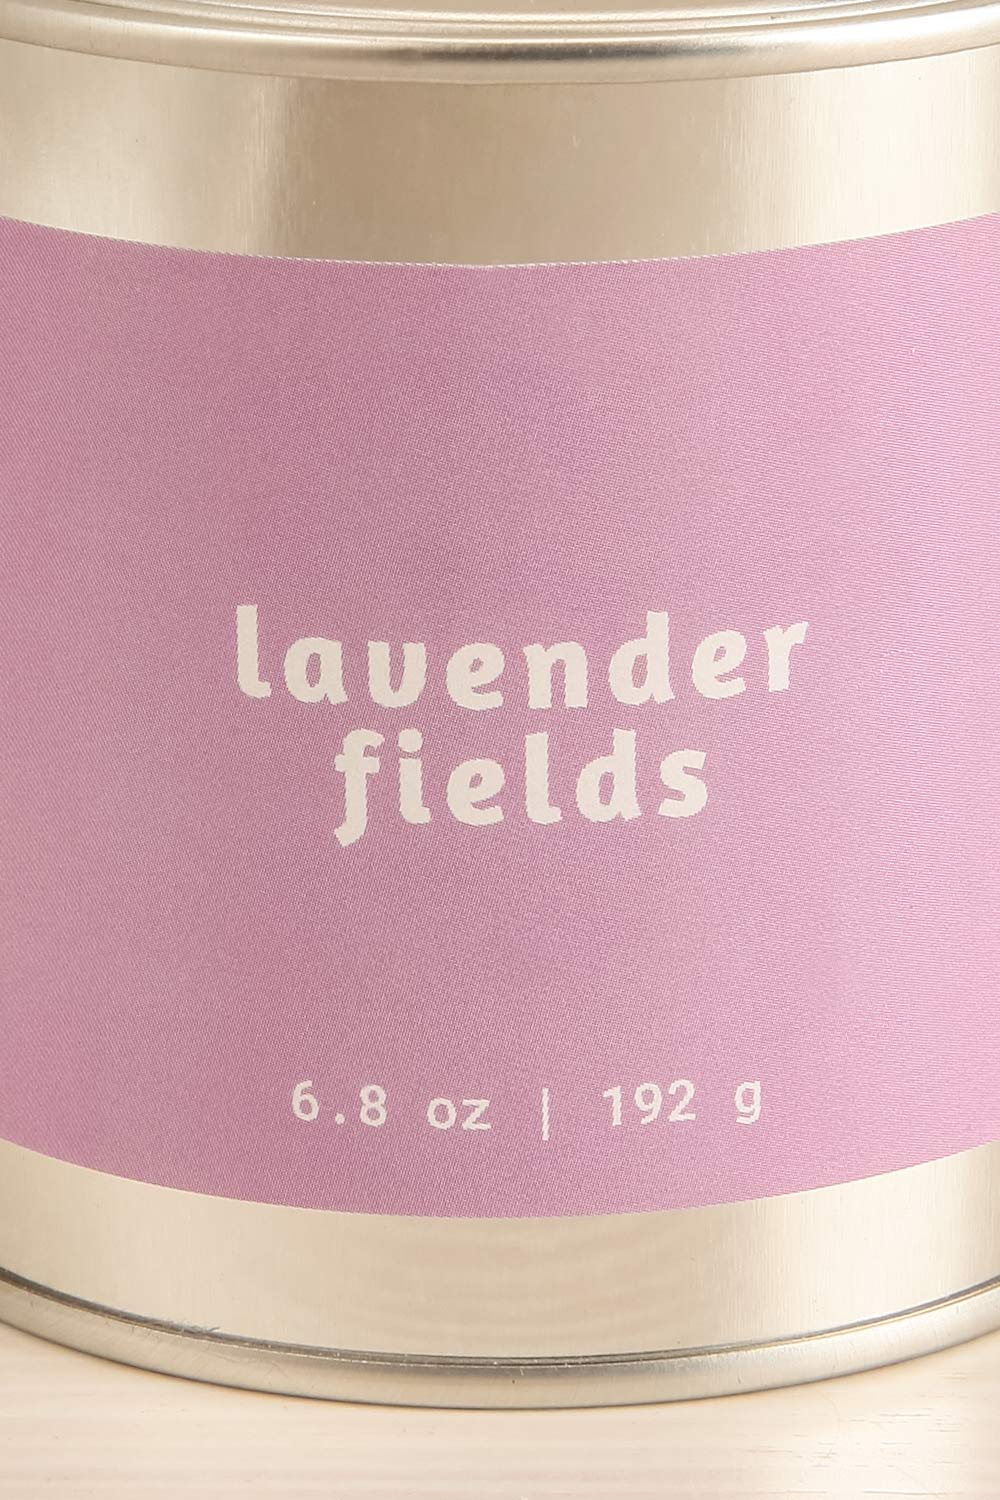 lavender
fields
6.8 oz | 192 g